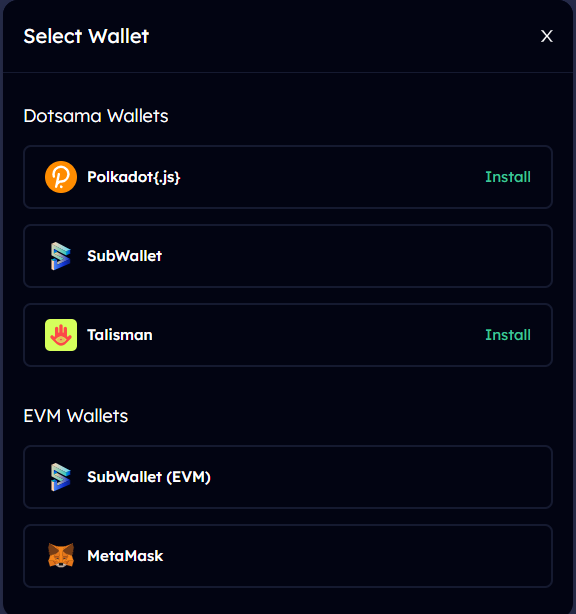 Select Wallet X
Dotsama Wallets
Polkadot{.js} Install
SubWallet
Talisman Install
EVM Wallets
SubWallet (EVM)
MetaMask